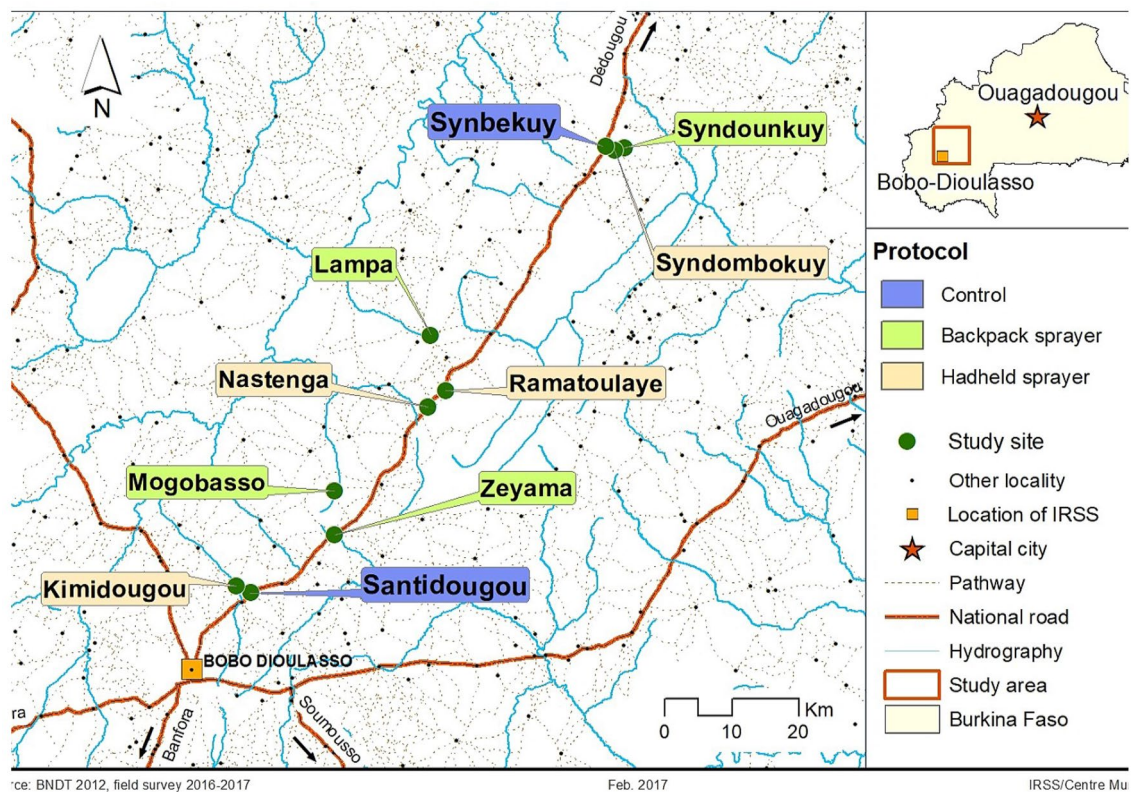 N
Dédougou
Synbekuy
Syndounkuy
Syndombokuy
Lampa
Nastenga
Ramatoulaye
Ouagadougou
Mogobasso
Zeyama
Kimidougou
Santidougou
BOBO DIOULASSO
ra
Banfora
Soumousso
Km
0 10 20
Ouagadougou
Bobo-Dioulasso
Protocol
Control
Backpack sprayer
Hadheld sprayer
Study site
Other locality
Location of IRSS
Capital city
Pathway
National road
Hydrography
Study area
Burkina Faso
rce: BNDT 2012, field survey 2016-2017
Feb. 2017
IRSS/Centre Mu